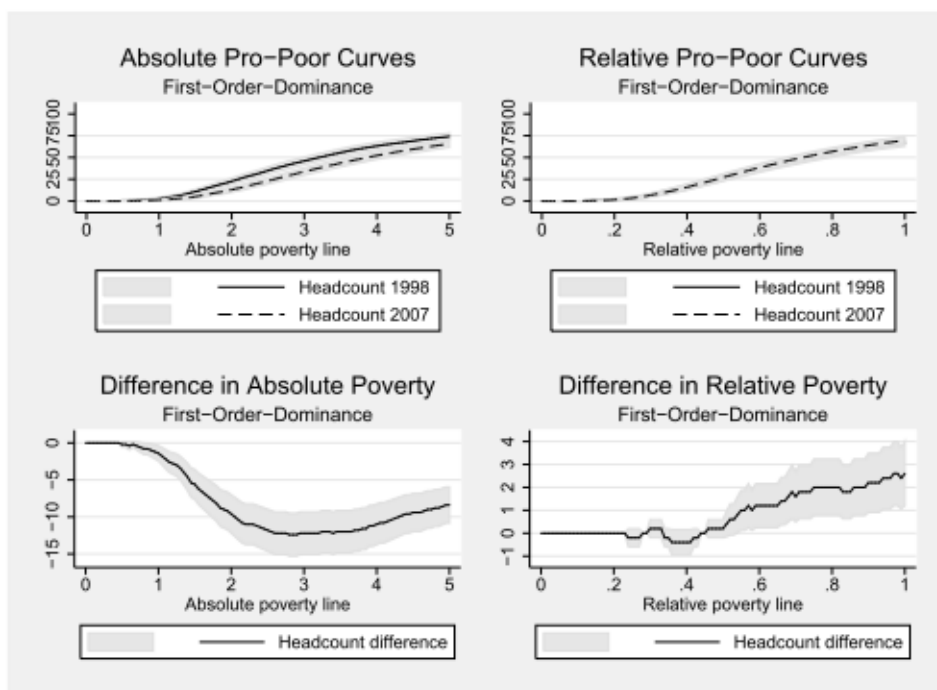 Absolute Pro−Poor Curves
First−Order−Dominance
0 25 50 75 100
0 1 2 3 4 5
Absolute poverty line
Headcount 1998
Headcount 2007
Relative Pro−Poor Curves
First−Order−Dominance
0 25 50 75 100
0 .2 .4 .6 .8 1
Relative poverty line
Headcount 1998
Headcount 2007
Difference in Absolute Poverty
First−Order−Dominance
−15 −10 −5 0
0 1 2 3 4 5
Absolute poverty line
Headcount difference
Difference in Relative Poverty
First−Order−Dominance
−1 0 1 2 3 4
0 .2 .4 .6 .8 1
Relative poverty line
Headcount difference